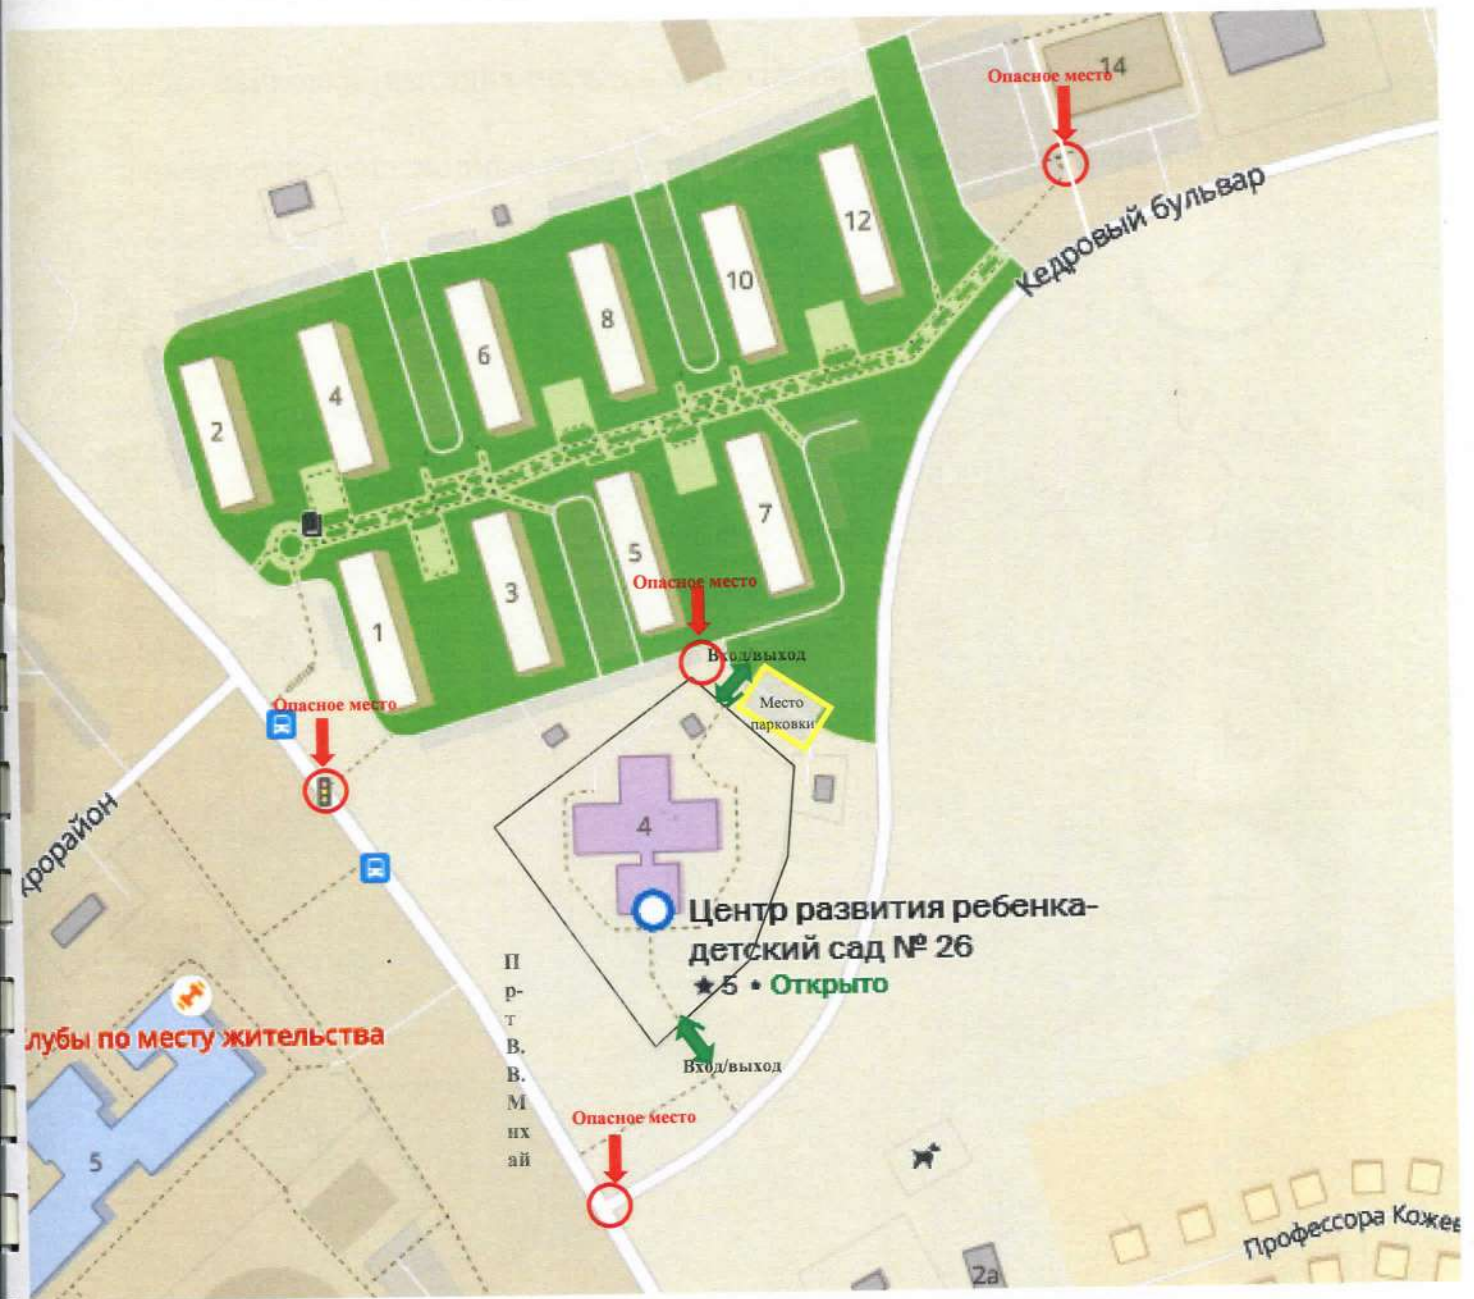 14
Опасное место
Кедровый бульвар
12
10
8
6
4
2
7
5
3
1
Опасное место
Вход/выход
Место
парковки
Опасное место
4
Центр развития ребенка-
детский сад № 26
★ 5 • Открыто
крорайон
лубы по месту жительства
П
р-
т
В.
В.
М
их
ай
Вход/выход
Опасное место
5
Профессора Кожев
2а